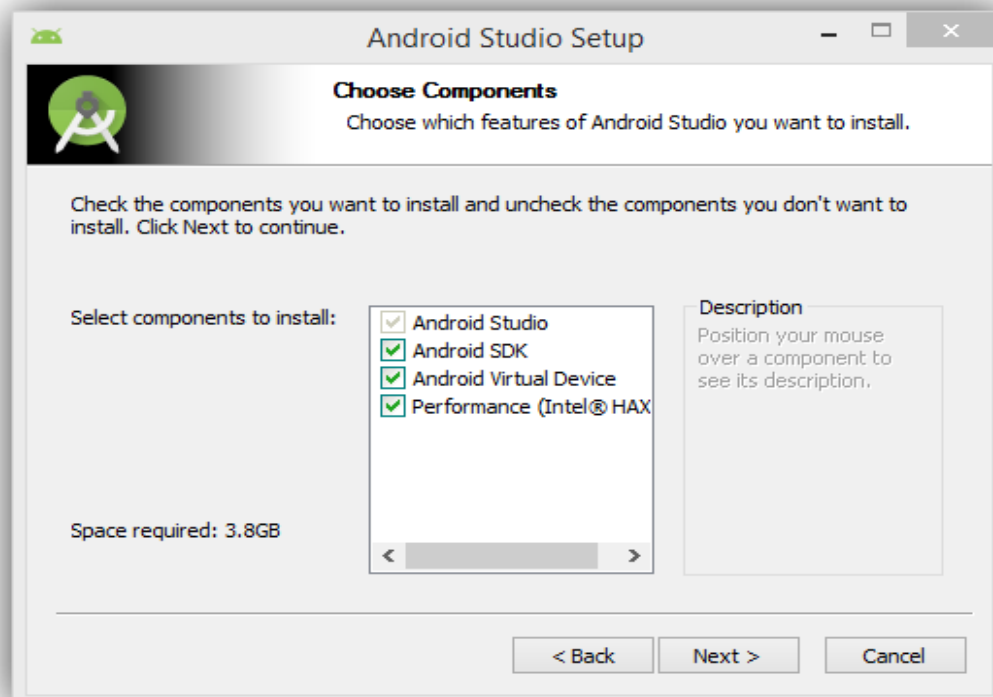 Android Studio Setup
Choose Components
Choose which features of Android Studio you want to install.
Check the components you want to install and uncheck the components you don't want to
install. Click Next to continue.
Select components to install:
Android Studio
Android SDK
Android Virtual Device
Performance (Intel® HAX
Description
Position your mouse
over a component to
see its description.
Space required: 3.8GB
< Back
Next >
Cancel